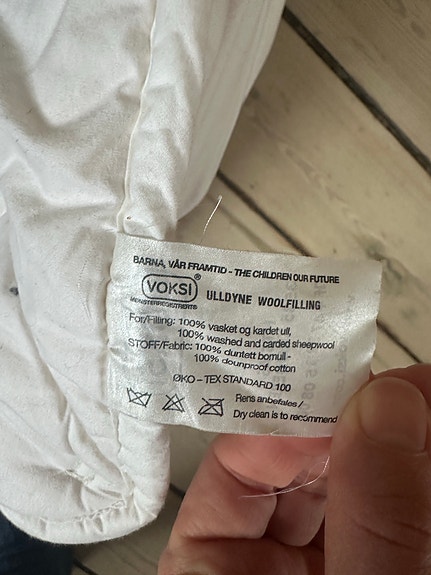 BARNA, VÅR FRAMTID - THE CHILDREN OUR FUTURE
VOKSI® ULLDYNE WOOLFILLING
MØNSTERREGISTRERT®
Fôr/Filling: 100% vasket og kardet ull,
100% washed and carded sheepwool
STOFF/Fabric: 100% duntett bomull -
100% dounproof cotton
ØKO - TEX STANDARD 100
Rens anbefales /
Dry clean is to recommend